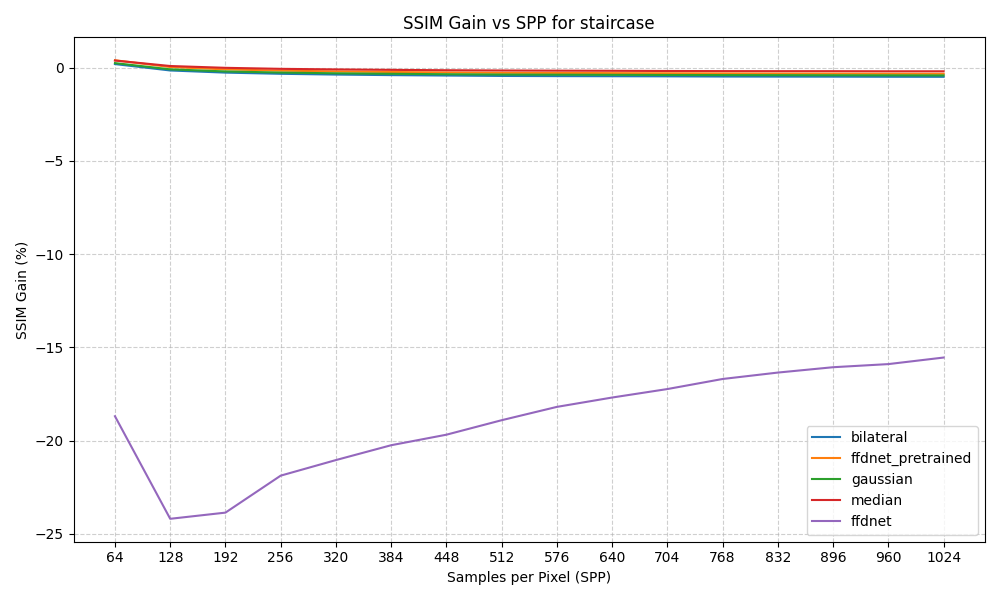 SSIM Gain vs SPP for staircase
SSIM Gain (%)
0
−5
−10
−15
−20
−25
64 128 192 256 320 384 448 512 576 640 704 768 832 896 960 1024
Samples per Pixel (SPP)
bilateral
ffdnet_pretrained
gaussian
median
ffdnet